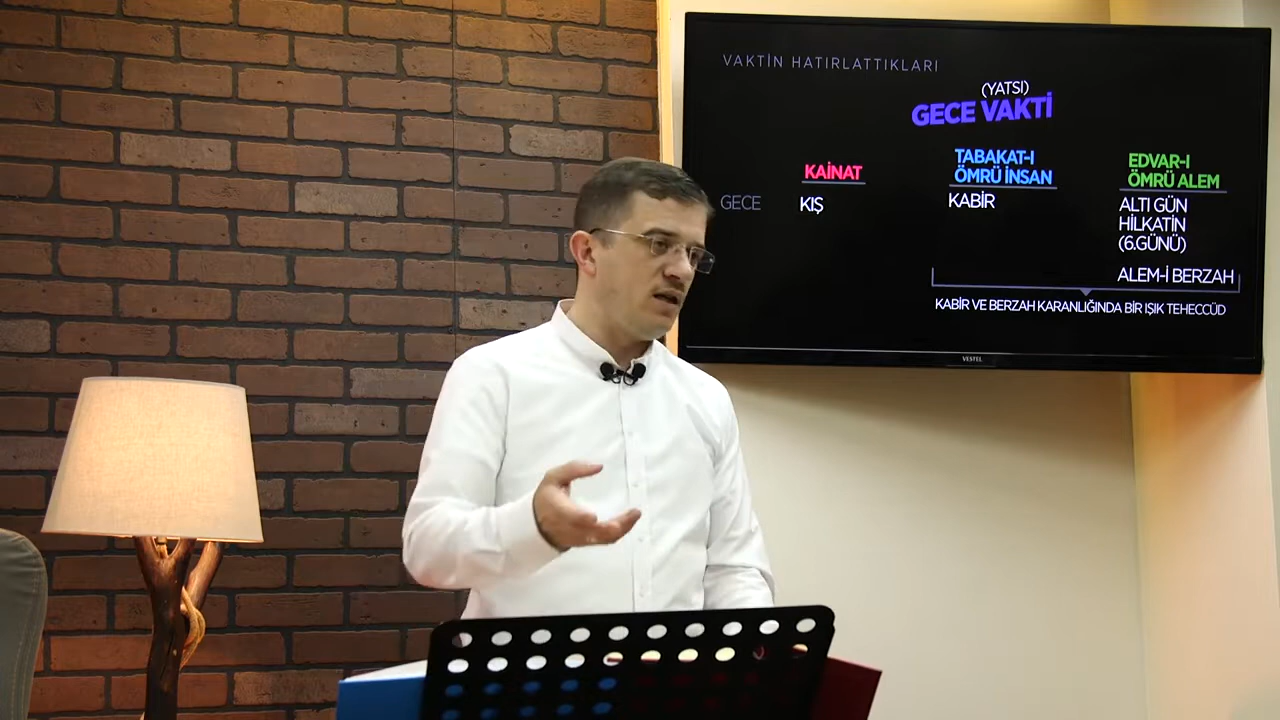 VAKTİN HATIRLATTIKLARI
(YATSI)
GECE VAKTİ
KAİNAT
TABAKAT-I
ÖMRÜ İNSAN
EDVAR-I
ÖMRÜ ALEM
GECE
KIŞ
KABİR
ALTI GÜN
HİLKATİN
(6.GÜNÜ)
ALEM-İ BERZAH
KABİR VE BERZAH KARANLIĞINDA BİR IŞIK TEHECCÜD
VESTEL